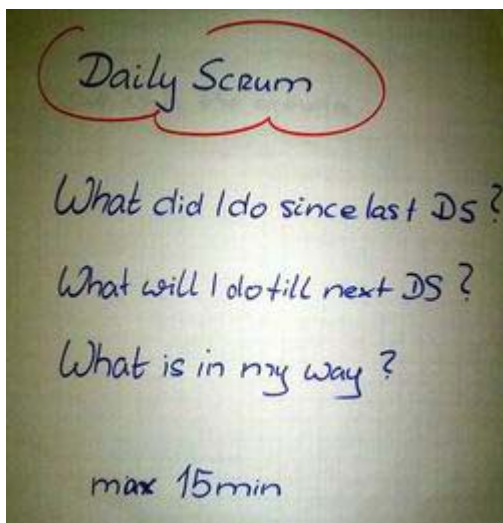 Daily Scrum
What did I do since last DS?
What will I do till next DS?
What is in my way?
max 15min